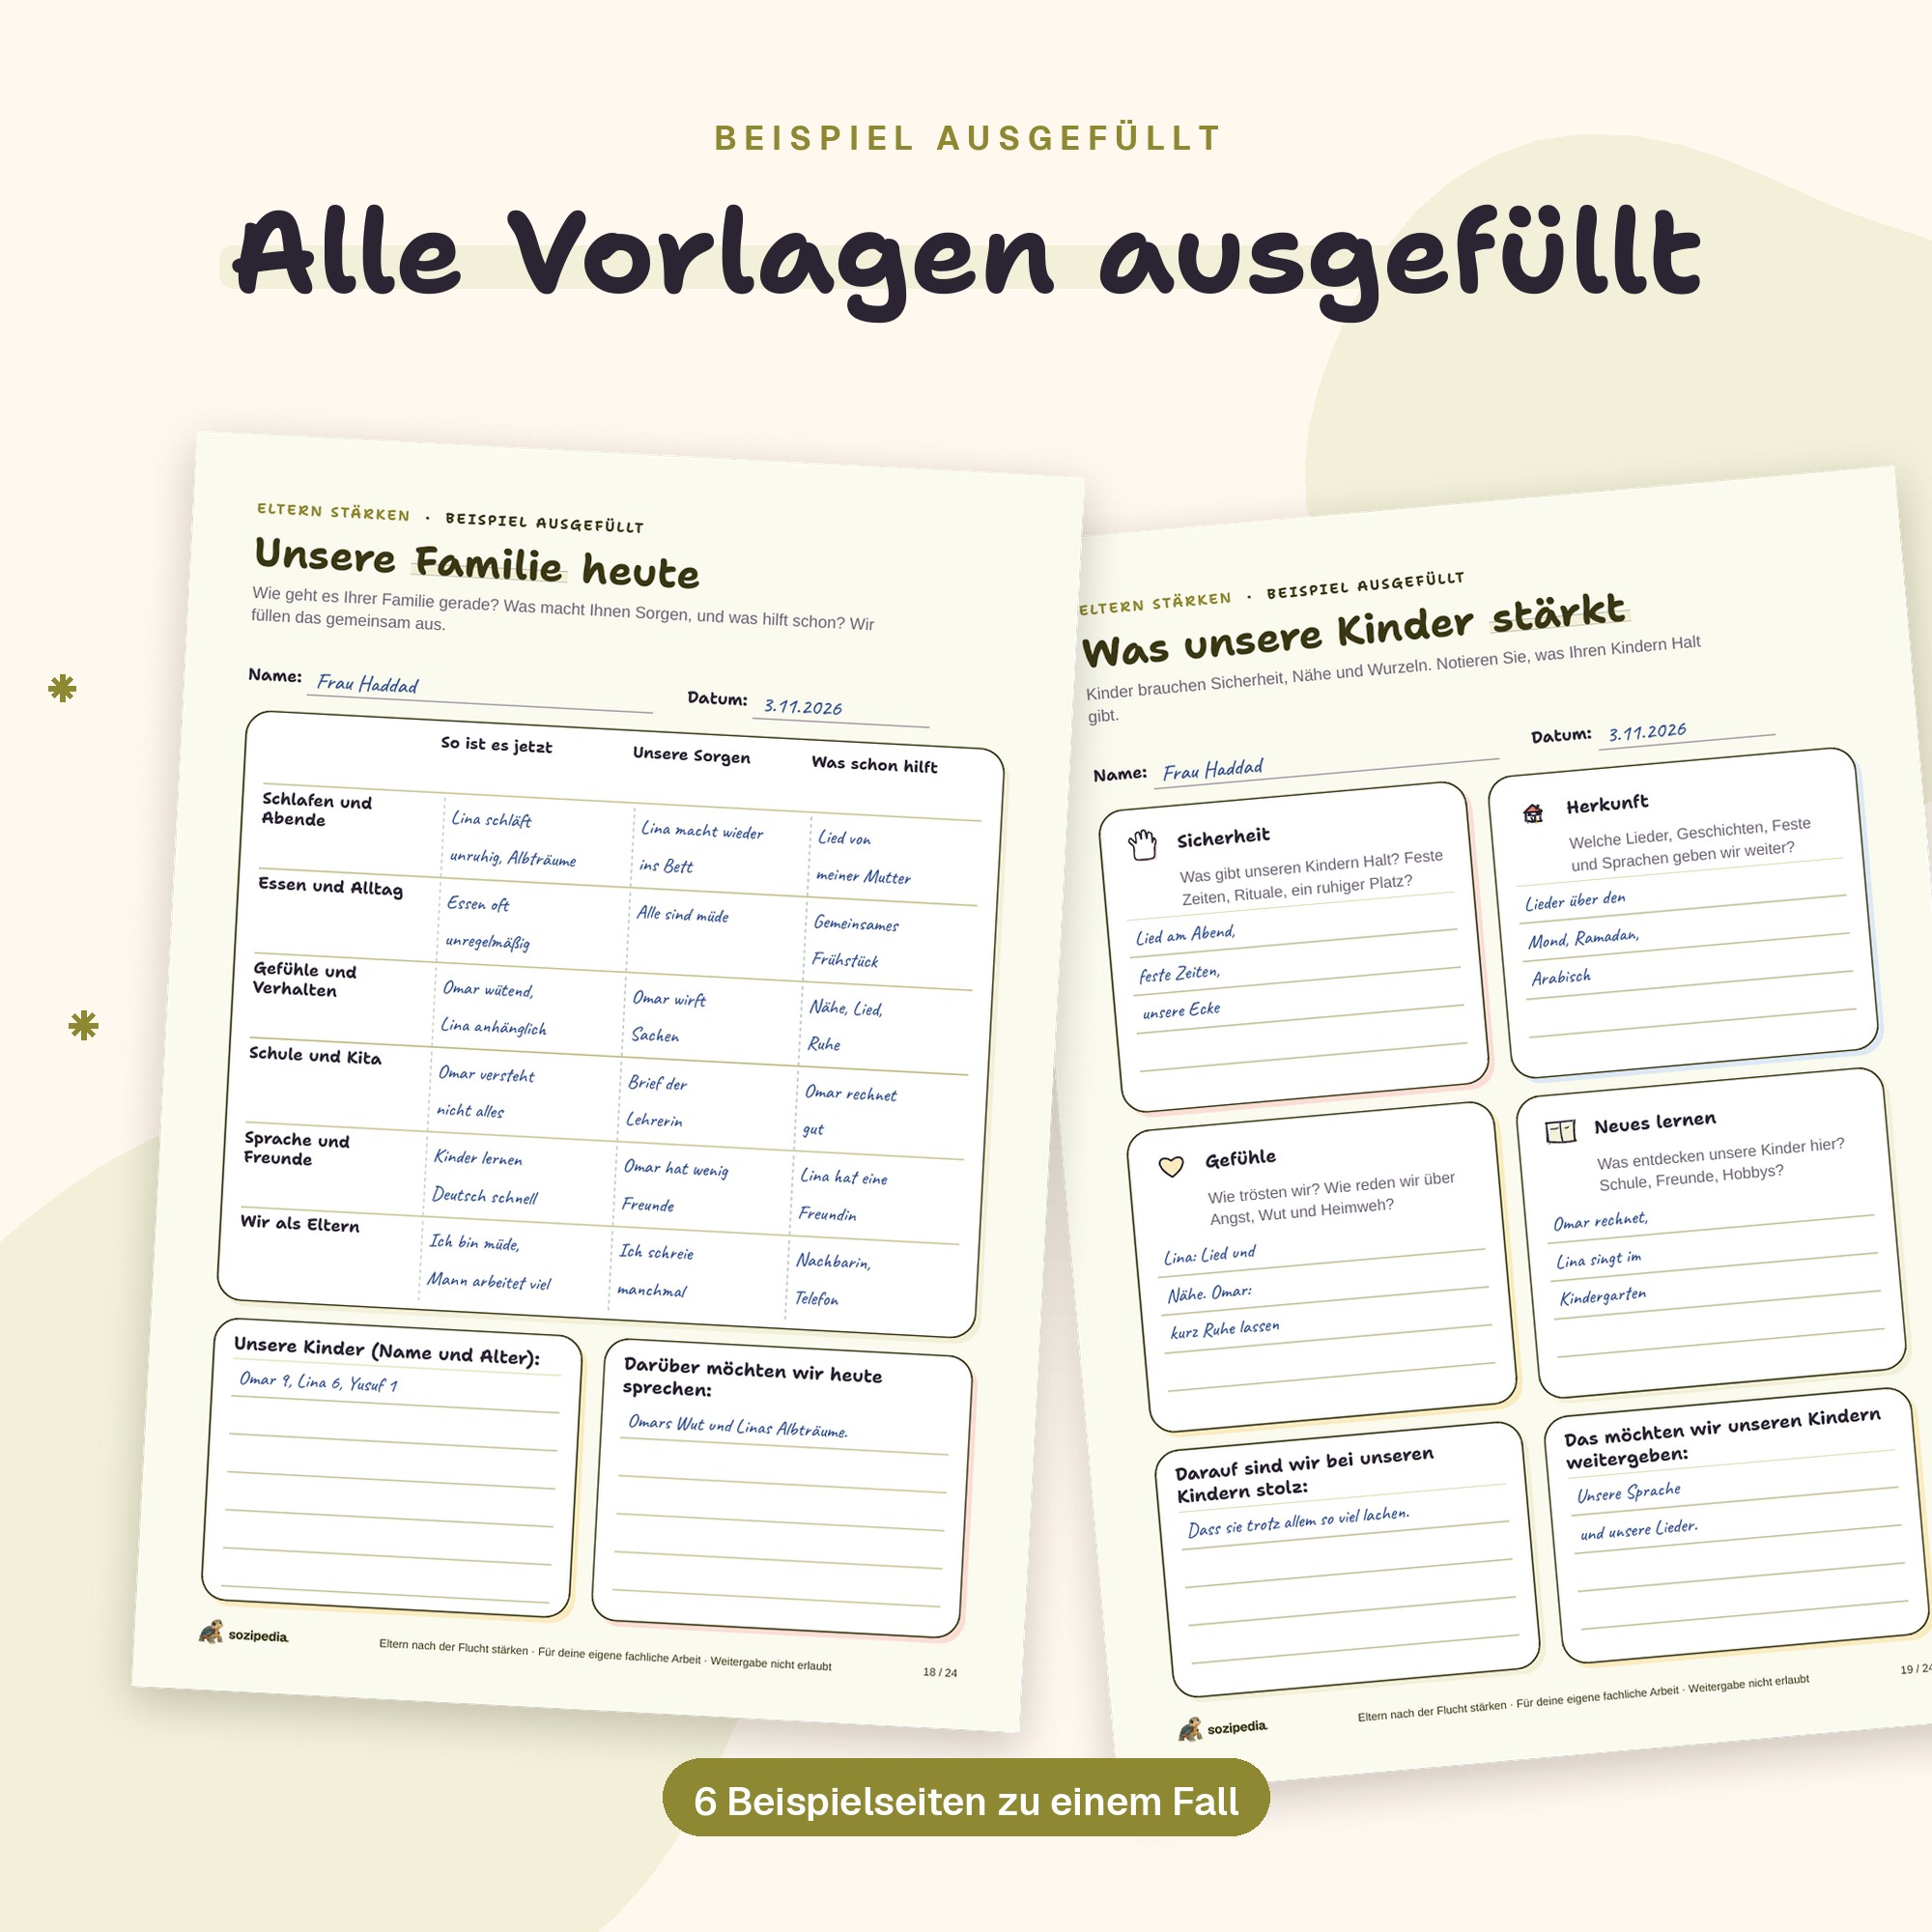 BEISPIEL AUSGEFÜLLT
Alle Vorlagen ausgefüllt
ELTERN STÄRKEN · BEISPIEL AUSGEFÜLLT
Unsere Familie heute
Wie geht es Ihrer Familie gerade? Was macht Ihnen Sorgen, und was hilft schon? Wir
füllen das gemeinsam aus.
Name: Frau Haddad Datum: 3.11.2026
So ist es jetzt Unsere Sorgen Was schon hilft
Schlafen und
Abende
Lina schläft
unruhig, Albträume
Lina macht wieder
ins Bett
Lied von
meiner Mutter
Essen und Alltag
Essen oft
unregelmäßig
Alle sind müde
Gemeinsames
Frühstück
Gefühle und
Verhalten
Omar wütend,
Lina anhänglich
Omar wirft
Sachen
Nähe, Lied,
Ruhe
Schule und Kita
Omar versteht
nicht alles
Brief der
Lehrerin
Omar rechnet
gut
Sprache und
Freunde
Kinder lernen
Deutsch schnell
Omar hat wenig
Freunde
Lina hat eine
Freundin
Wir als Eltern
Ich bin müde,
Mann arbeitet viel
Ich schreie
manchmal
Nachbarin,
Telefon
Unsere Kinder (Name und Alter):
Omar 9, Lina 6, Yusuf 1
Darüber möchten wir heute
sprechen:
Omars Wut und Linas Albträume.
sozipedia.
Eltern nach der Flucht stärken · Für deine eigene fachliche Arbeit · Weitergabe nicht erlaubt
18 / 24
ELTERN STÄRKEN · BEISPIEL AUSGEFÜLLT
Was unsere Kinder stärkt
Kinder brauchen Sicherheit, Nähe und Wurzeln. Notieren Sie, was Ihren Kindern Halt
gibt.
Name: Frau Haddad Datum: 3.11.2026
Sicherheit
Was gibt unseren Kindern Halt? Feste
Zeiten, Rituale, ein ruhiger Platz?
Lied am Abend,
feste Zeiten,
unsere Ecke
Herkunft
Welche Lieder, Geschichten, Feste
und Sprachen geben wir weiter?
Lieder über den
Mond, Ramadan,
Arabisch
Gefühle
Wie trösten wir? Wie reden wir über
Angst, Wut und Heimweh?
Lina: Lied und
Nähe. Omar:
kurz Ruhe lassen
Neues lernen
Was entdecken unsere Kinder hier?
Schule, Freunde, Hobbys?
Omar rechnet,
Lina singt im
Kindergarten
Darauf sind wir bei unseren
Kindern stolz:
Dass sie trotz allem so viel lachen.
Das möchten wir unseren Kindern
weitergeben:
Unsere Sprache
und unsere Lieder.
sozipedia.
Eltern nach der Flucht stärken · Für deine eigene fachliche Arbeit · Weitergabe nicht erlaubt
19 / 24
6 Beispielseiten zu einem Fall